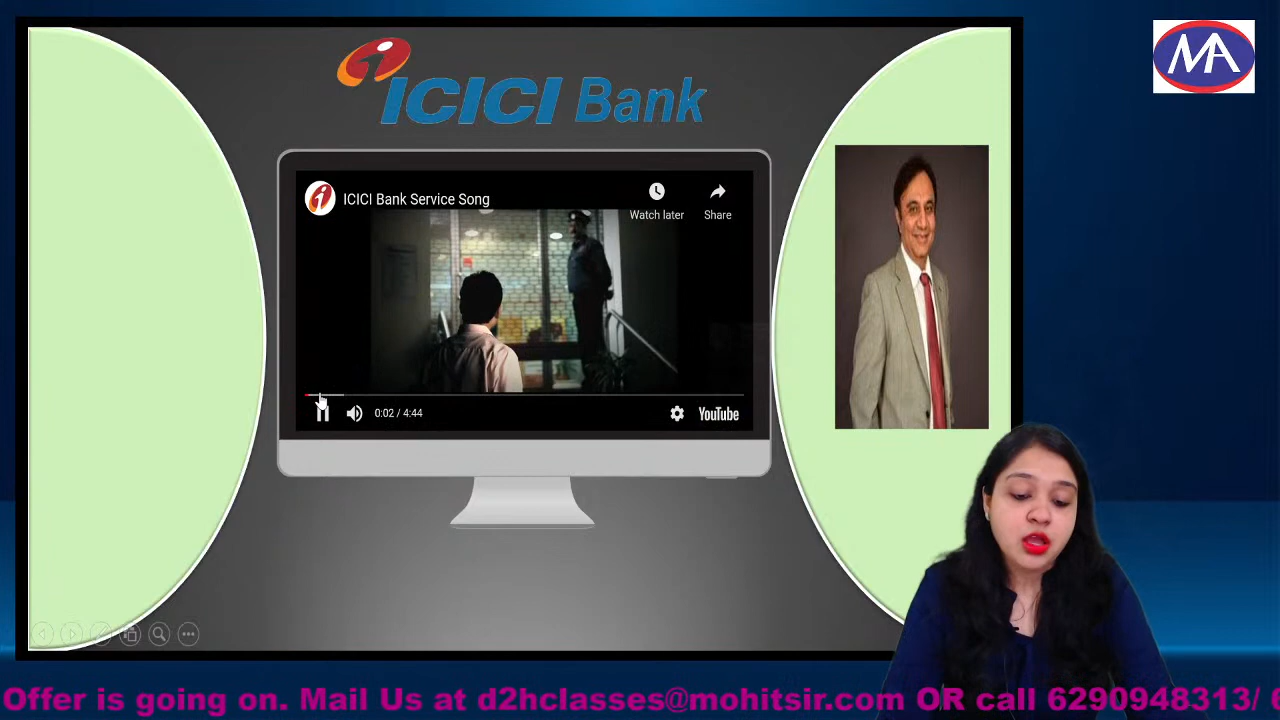 MA
ICICI Bank
ICICI Bank Service Song
Watch later
Share
0:02 / 4:44
YouTube
Offer is going on. Mail Us at d2hclasses@mohitsir.com OR call 6290948313/ 6